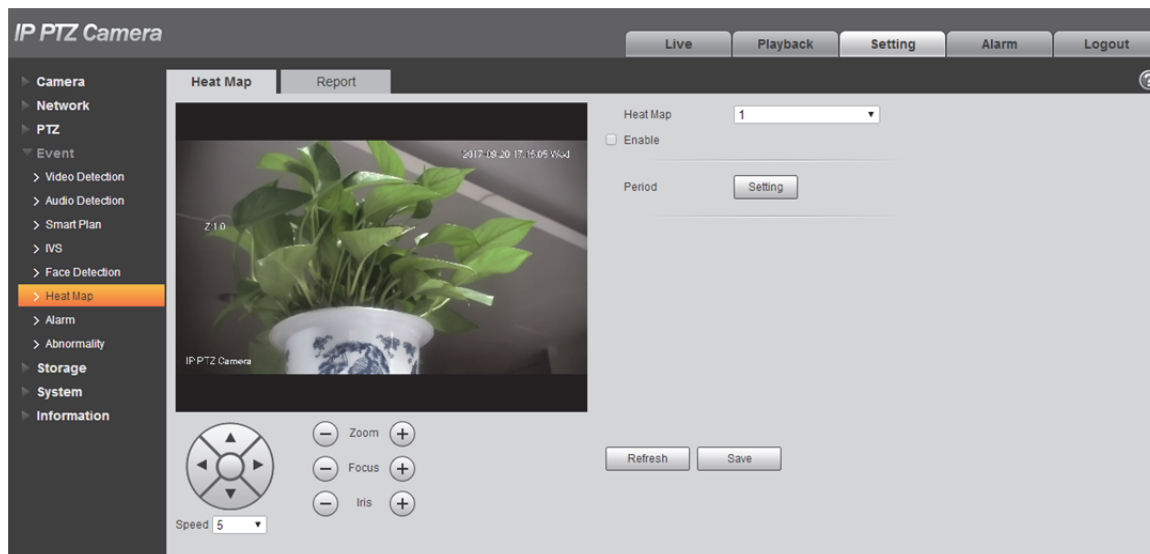 IP PTZ Camera
Live Playback Setting Alarm Logout
Camera
Network
PTZ
Event
Video Detection
Audio Detection
Smart Plan
IVS
Face Detection
Heat Map
Alarm
Abnormality
Storage
System
Information
Heat Map Report
2017-09-20 17:15:05 Wed
Z:1.0
IP PTZ Camera
Zoom
Focus
Iris
Speed 5
Heat Map 1
Enable
Period Setting
Refresh Save